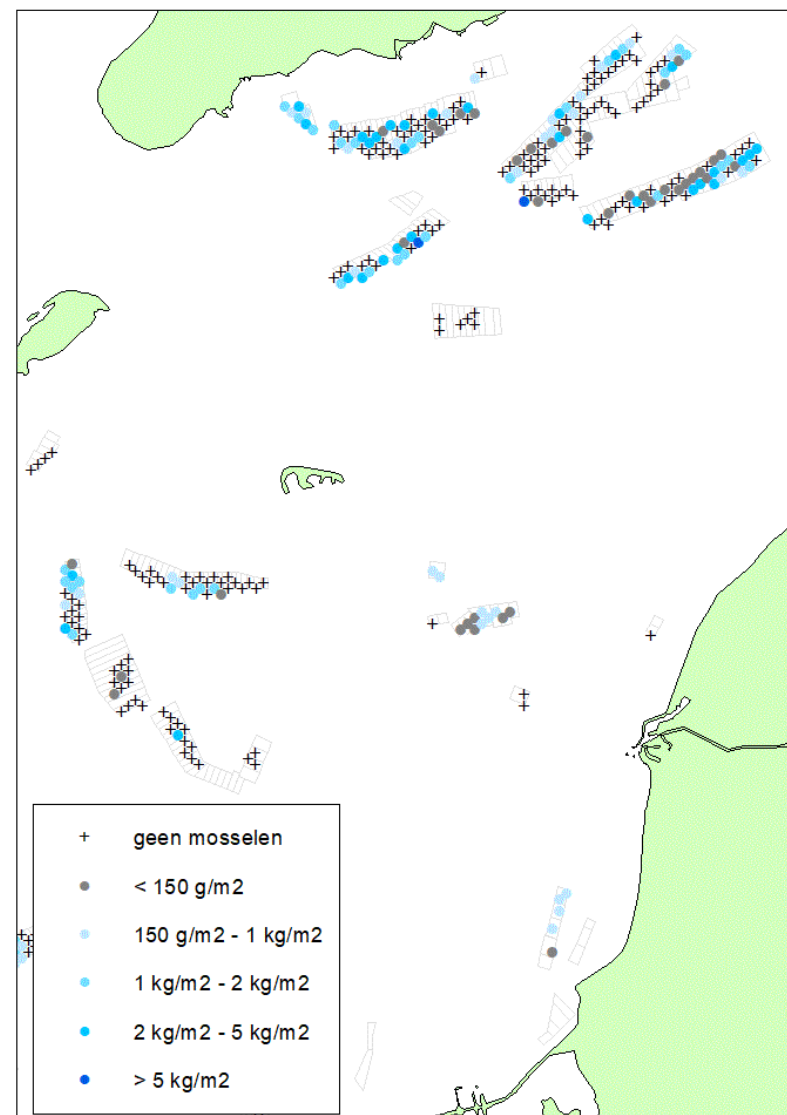 geen mosselen
< 150 g/m2
150 g/m2 - 1 kg/m2
1 kg/m2 - 2 kg/m2
2 kg/m2 - 5 kg/m2
> 5 kg/m2